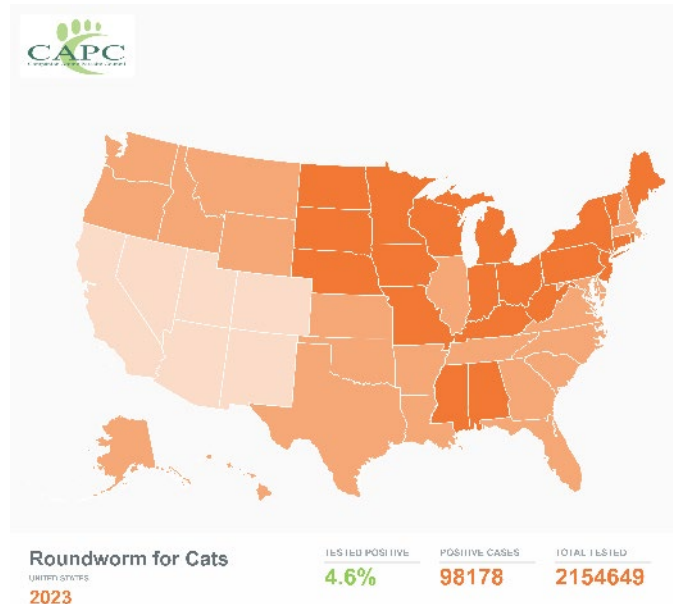 CAPC
Roundworm for Cats
UNITED STATES
2023
TESTED POSITIVE
4.6%
POSITIVE CASES
98178
TOTAL TESTED
2154649